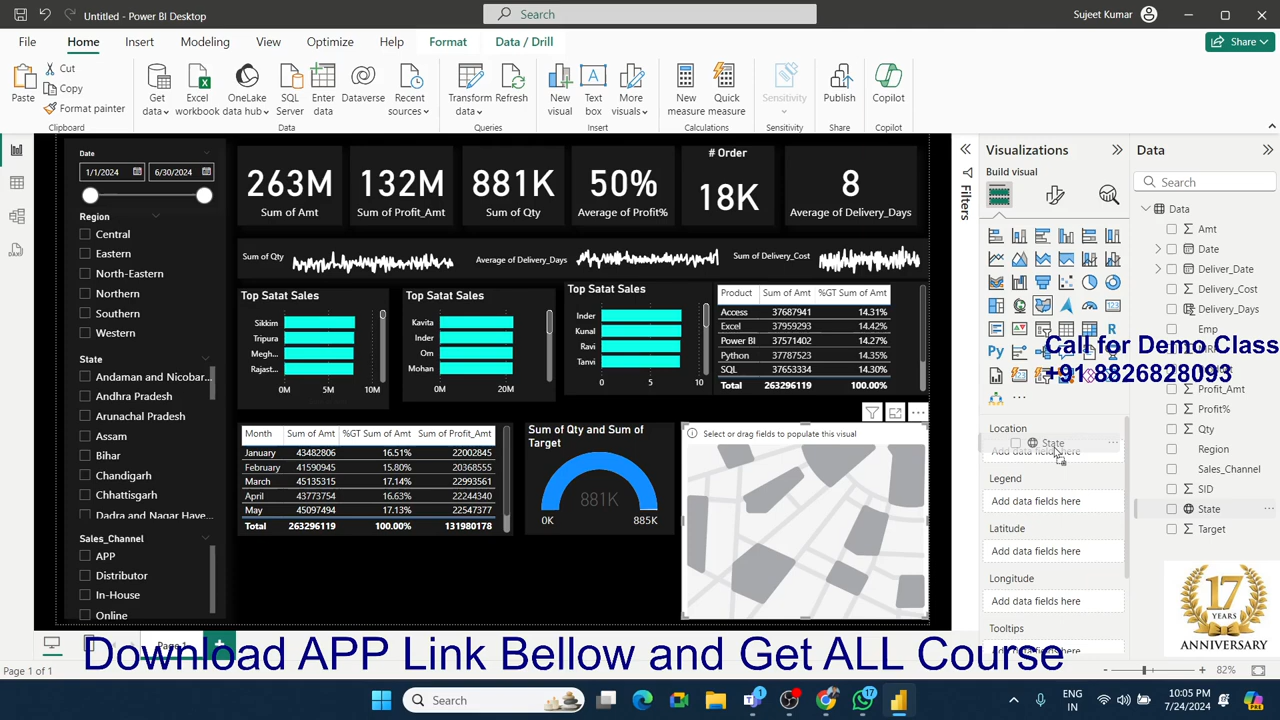 Untitled - Power BI Desktop
Search
Sujeet Kumar
File
Home
Insert
Modeling
View
Optimize
Help
Format
Data / Drill
Share
Paste
Cut
Copy
Format painter
Get data
Excel workbook
OneLake data hub
SQL Server
Enter data
Dataverse
Recent sources
Transform data
Refresh
New visual
Text box
More visuals
New measure
Quick measure
Sensitivity
Publish
Copilot
Clipboard
Data
Queries
Insert
Calculations
Sensitivity
Share
Copilot
Date
1/1/2024
6/30/2024
Region
Central
Eastern
North-Eastern
Northern
Southern
Western
State
Andaman and Nicobar...
Andhra Pradesh
Arunachal Pradesh
Assam
Bihar
Chandigarh
Chhattisgarh
Dadra and Nagar Have...
Sales_Channel
APP
Distributor
In-House
Online
263M
Sum of Amt
132M
Sum of Profit_Amt
881K
Sum of Qty
50%
Average of Profit%
# Order
18K
8
Average of Delivery_Days
Sum of Qty
Average of Delivery_Days
Sum of Delivery_Cost
Top Satat Sales
Sikkim
Tripura
Megh...
Rajast...
0M 5M 10M
Top Satat Sales
Kavita
Inder
Om
Mohan
0M 20M
Top Satat Sales
Inder
Kunal
Ravi
Tanvi
0 5 10
Product Sum of Amt %GT Sum of Amt
Access 37687941 14.31%
Excel 37959293 14.42%
Power BI 37571402 14.27%
Python 37787523 14.35%
SQL 37653334 14.30%
Total 263296119 100.00%
Month Sum of Amt %GT Sum of Amt Sum of Profit_Amt
January 43482806 16.51% 22002851
February 41590945 15.80% 20368555
March 45135315 17.14% 22993561
April 43773754 16.63% 22244340
May 45097494 17.13% 22547377
Total 263296119 100.00% 131980178
Sum of Qty and Sum of
Target
881K
0K 885K
Select or drag fields to populate this visual
Filters
Visualizations
Build visual
Location
State
Add data fields here
Legend
Add data fields here
Latitude
Add data fields here
Longitude
Add data fields here
Tooltips
Data
Search
Data
Amt
Date
Deliver_Date
Delivery_Cost
Delivery_Days
Emp
Profit_Amt
Profit%
Qty
Region
Sales_Channel
SID
State
Target
Call for Demo Class
+91 8826828093
17
YEARS
ANNIVERSARY
Page 1
Download APP Link Bellow and Get ALL Course
Page 1 of 1
82%
Search
1
17
ENG
IN
10:05 PM
7/24/2024